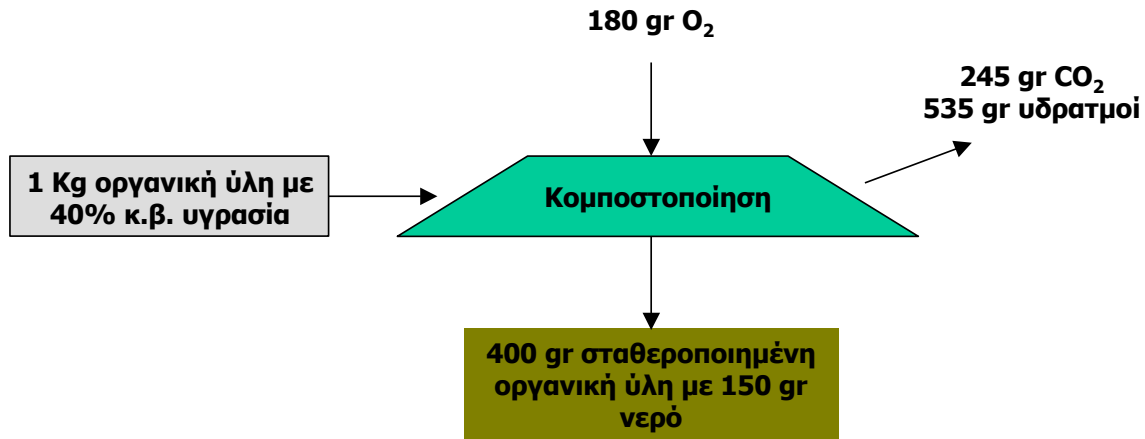 180 gr O₂
245 gr CO₂
535 gr υδρατμοί
1 Kg οργανική ύλη με
40% κ.β. υγρασία
Κομποστοποίηση
400 gr σταθεροποιημένη
οργανική ύλη με 150 gr
νερό